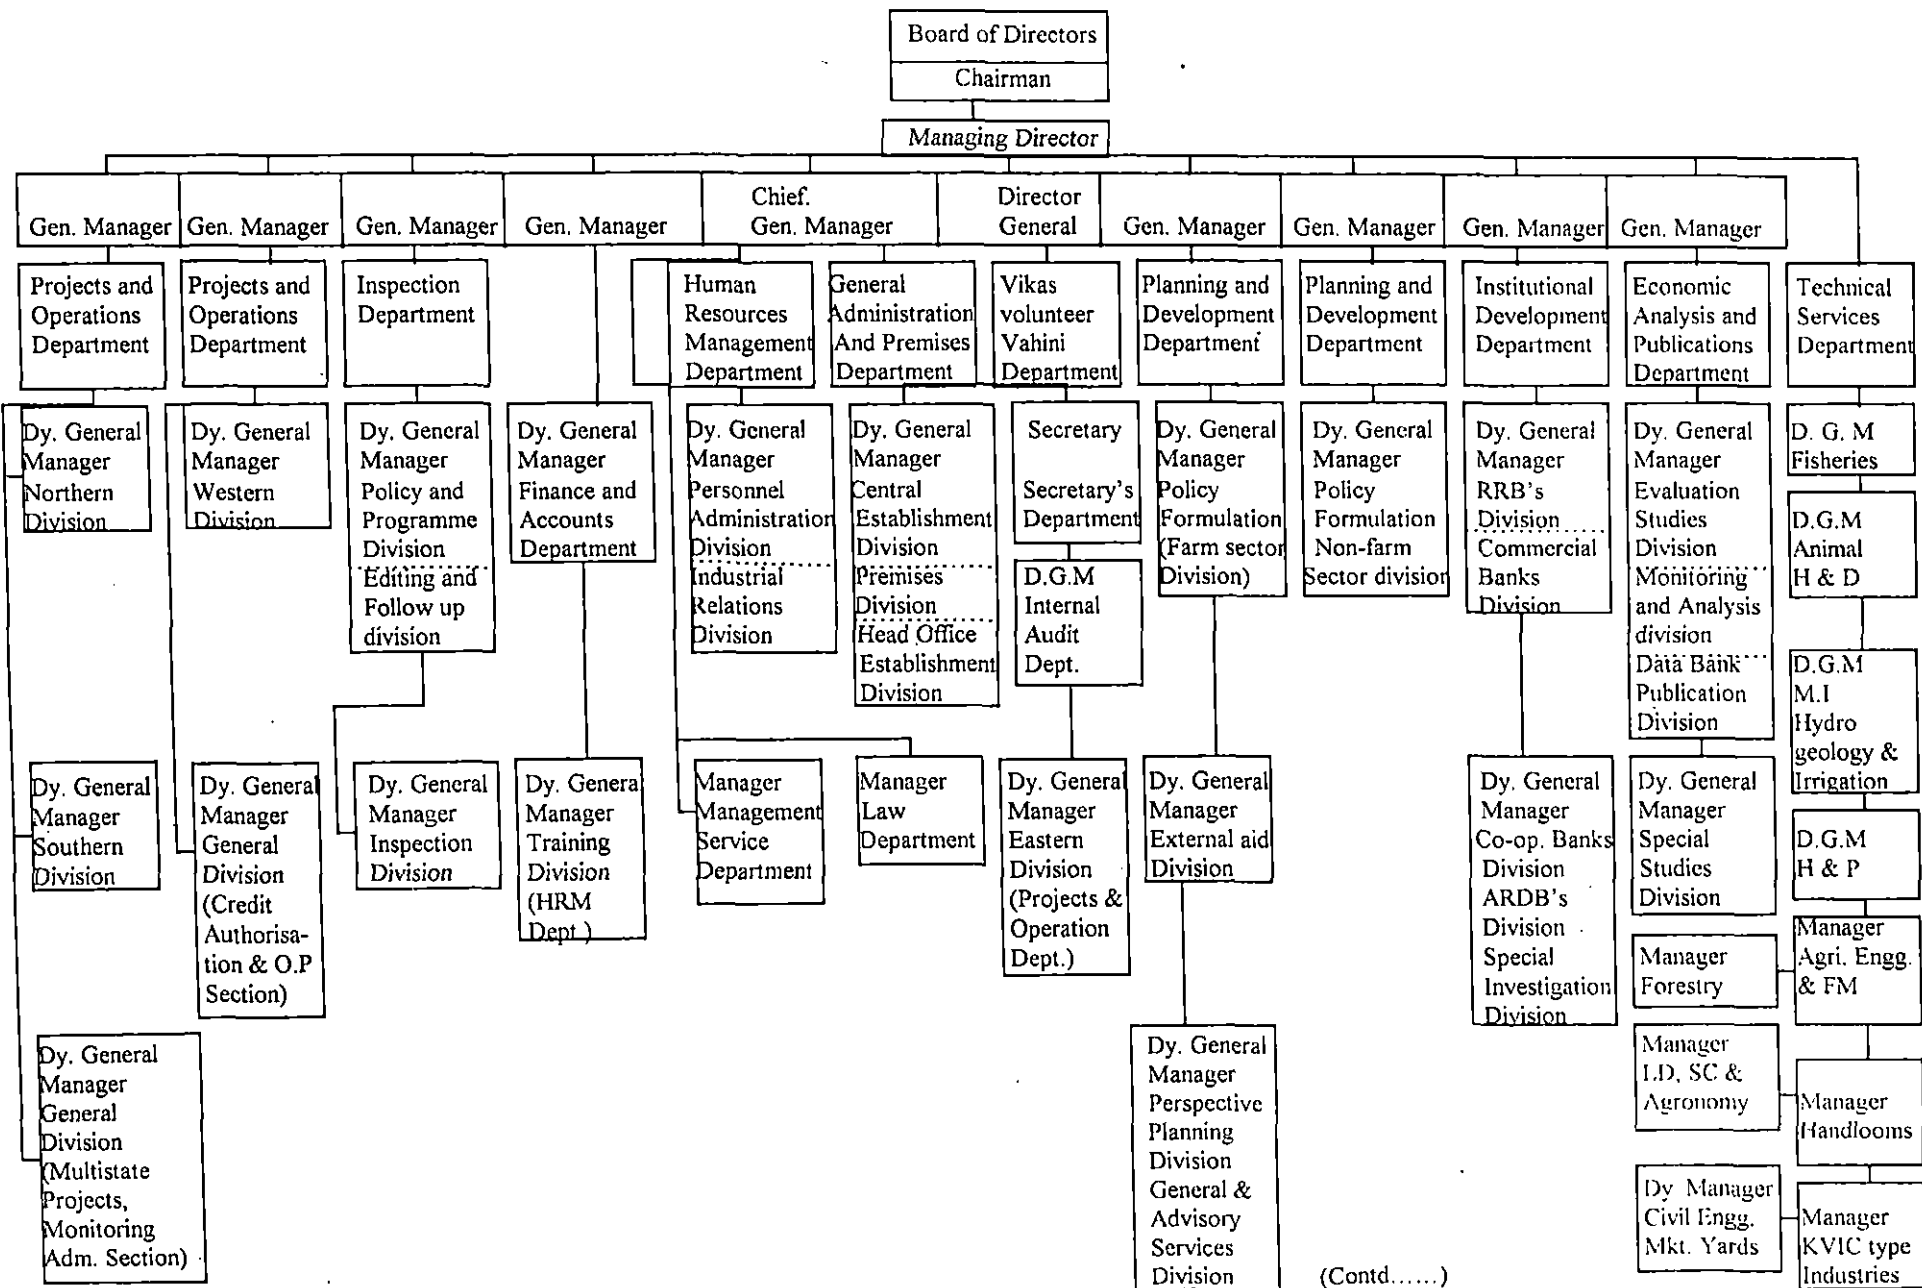 Board of Directors
Chairman
Managing Director
Gen. Manager
Gen. Manager
Gen. Manager
Gen. Manager
Chief.
Gen. Manager
Director
General
Gen. Manager
Gen. Manager
Gen. Manager
Gen. Manager
Projects and
Operations
Department
Projects and
Operations
Department
Inspection
Department
Human
Resources
Management
Department
General
Administration
And Premises
Department
Vikas
volunteer
Vahini
Department
Planning and
Development
Department
Planning and
Development
Department
Institutional
Development
Department
Economic
Analysis and
Publications
Department
Technical
Services
Department
Dy. General
Manager
Northern
Division
Dy. General
Manager
Western
Division
Dy. General
Manager
Policy and
Programme
Division
Editing and
Follow up
division
Dy. General
Manager
Finance and
Accounts
Department
Dy. General
Manager
Personnel
Administration
Division
Industrial
Relations
Division
Dy. General
Manager
Central
Establishment
Division
Premises
Division
Head Office
Establishment
Division
Secretary
Secretary's
Department
D.G.M
Internal
Audit
Dept.
Dy. General
Manager
Policy
Formulation
(Farm sector
Division)
Dy. General
Manager
Policy
Formulation
Non-farm
Sector division
Dy. General
Manager
RRB's
Division
Commercial
Banks
Division
Dy. General
Manager
Evaluation
Studies
Division
Monitoring
and Analysis
division
Data Bank
Publication
Division
D. G. M
Fisheries
D.G.M
Animal
H & D
D.G.M
M.I
Hydro
geology &
Irrigation
Dy. General
Manager
Southern
Division
Dy. General
Manager
General
Division
(Credit
Authorisa-
tion & O.P
Section)
Dy. General
Manager
Inspection
Division
Dy. General
Manager
Training
Division
(HRM
Dept.)
Manager
Management
Service
Department
Manager
Law
Department
Dy. General
Manager
Eastern
Division
(Projects &
Operation
Dept.)
Dy. General
Manager
External aid
Division
Dy. General
Manager
Co-op. Banks
Division
ARDB's
Division
Special
Investigation
Division
Dy. General
Manager
Special
Studies
Division
D.G.M
H & P
Manager
Forestry
Manager
Agri. Engg.
& FM
Dy. General
Manager
General
Division
(Multistate
Projects,
Monitoring
Adm. Section)
Dy. General
Manager
Perspective
Planning
Division
General &
Advisory
Services
Division
Manager
LD, SC &
Agronomy
Manager
Handlooms
Dy Manager
Civil Engg.
Mkt. Yards
Manager
KVIC type
Industries
(Contd......)